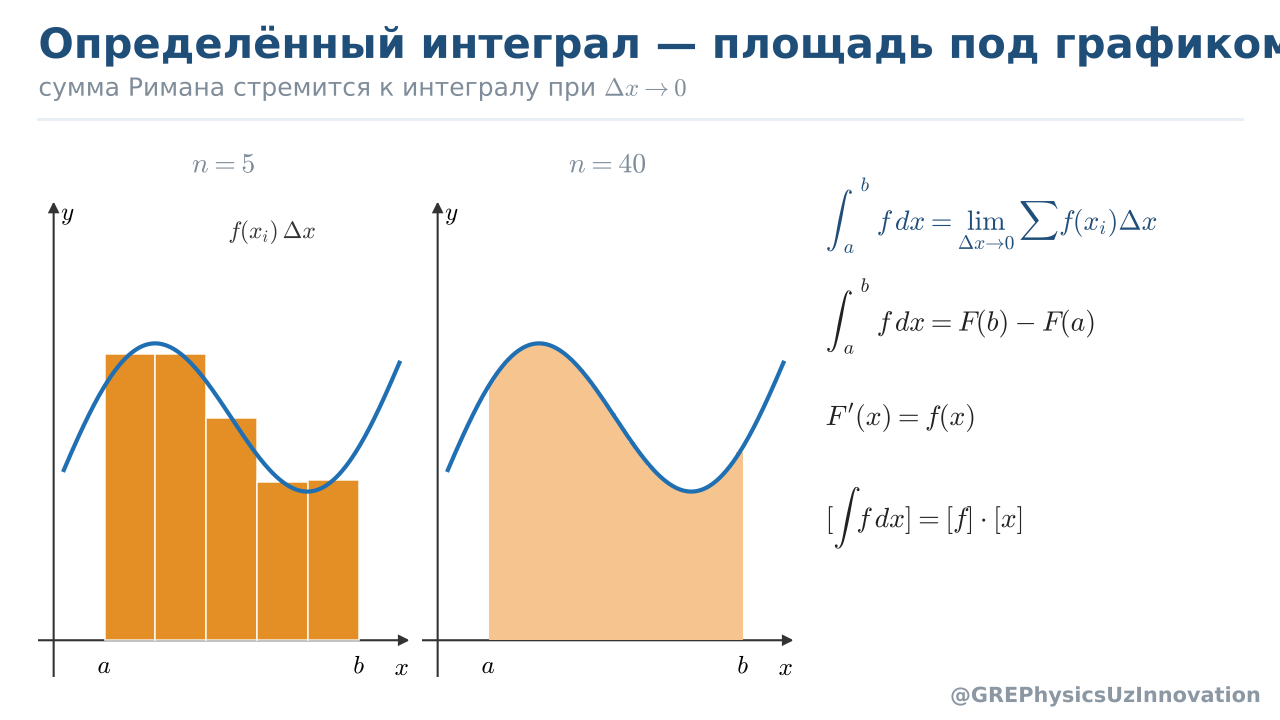 Определённый интеграл — площадь под графиком
сумма Римана стремится к интегралу при Δx → 0
n = 5
n = 40
y
f(x_i) Δx
y
∫_a^b f dx = lim_{Δx→0} ∑ f(x_i)Δx
∫_a^b f dx = F(b) − F(a)
F′(x) = f(x)
[∫ f dx] = [f] · [x]
a b x
a b x
@GREPhysicsUzInnovation